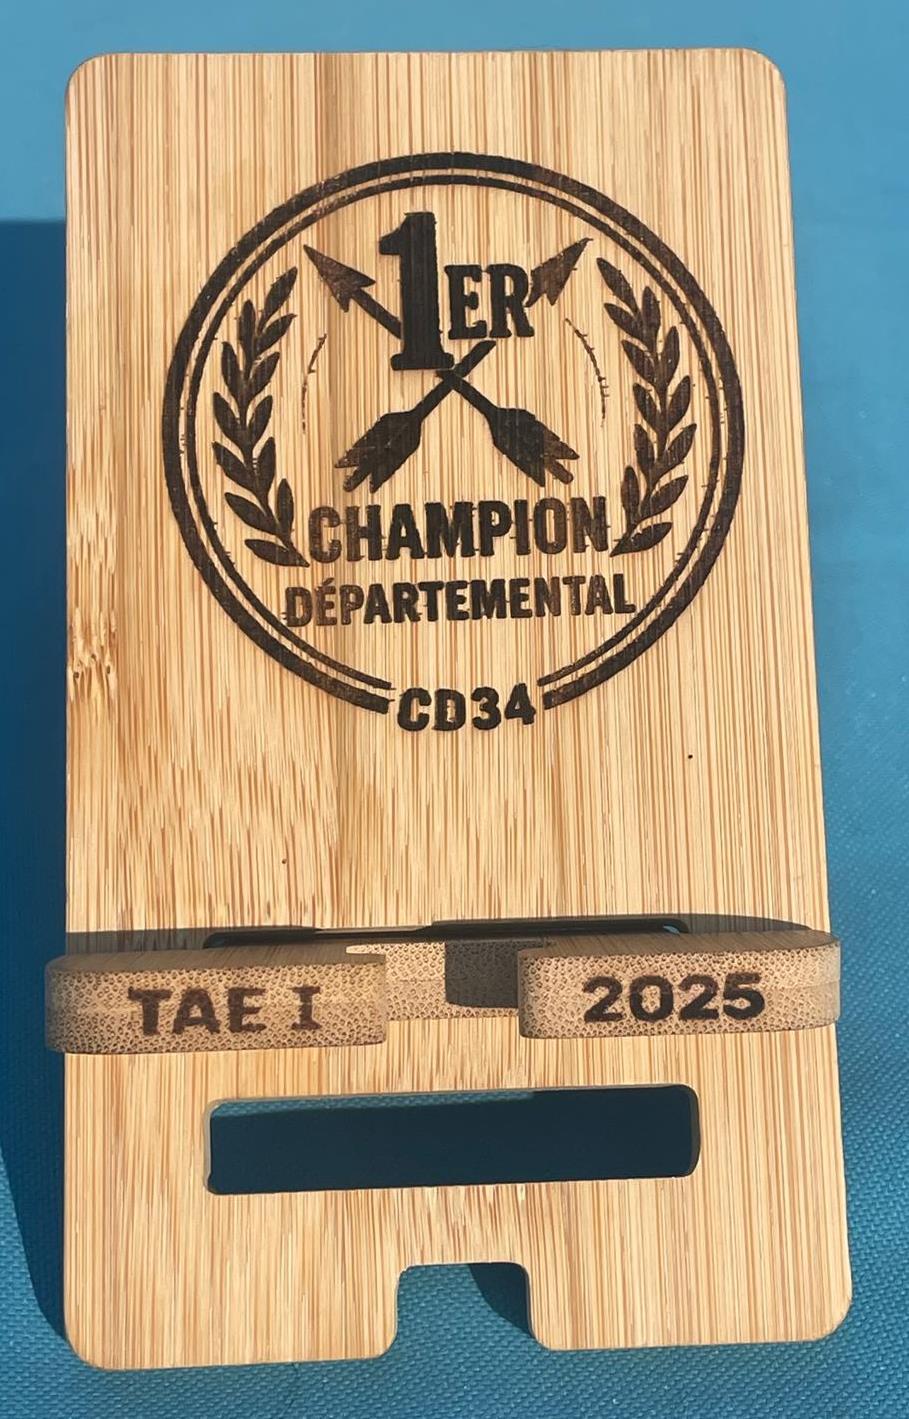 1ER
CHAMPION
DÉPARTEMENTAL
CD34
TAE I 2025